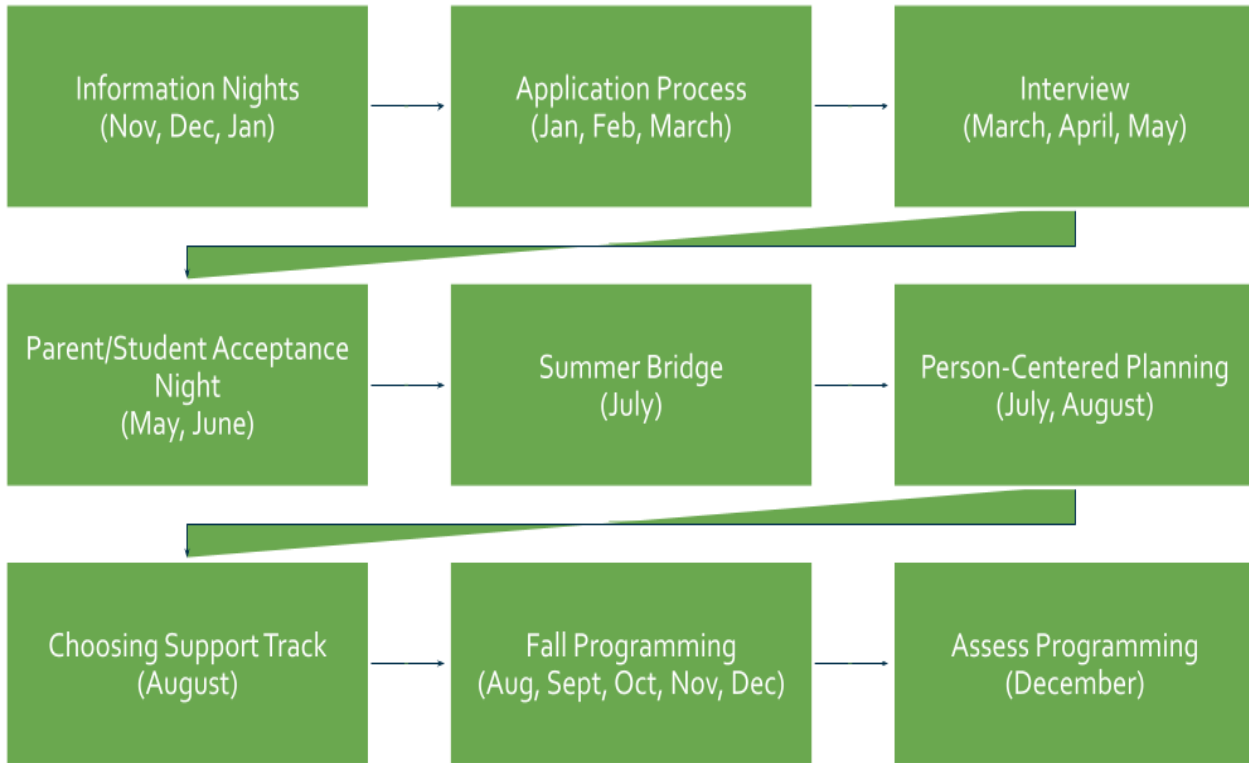 Information Nights
(Nov, Dec, Jan)
Application Process
(Jan, Feb, March)
Interview
(March, April, May)
Parent/Student Acceptance
Night
(May, June)
Summer Bridge
(July)
Person-Centered Planning
(July, August)
Choosing Support Track
(August)
Fall Programming
(Aug, Sept, Oct, Nov, Dec)
Assess Programming
(December)